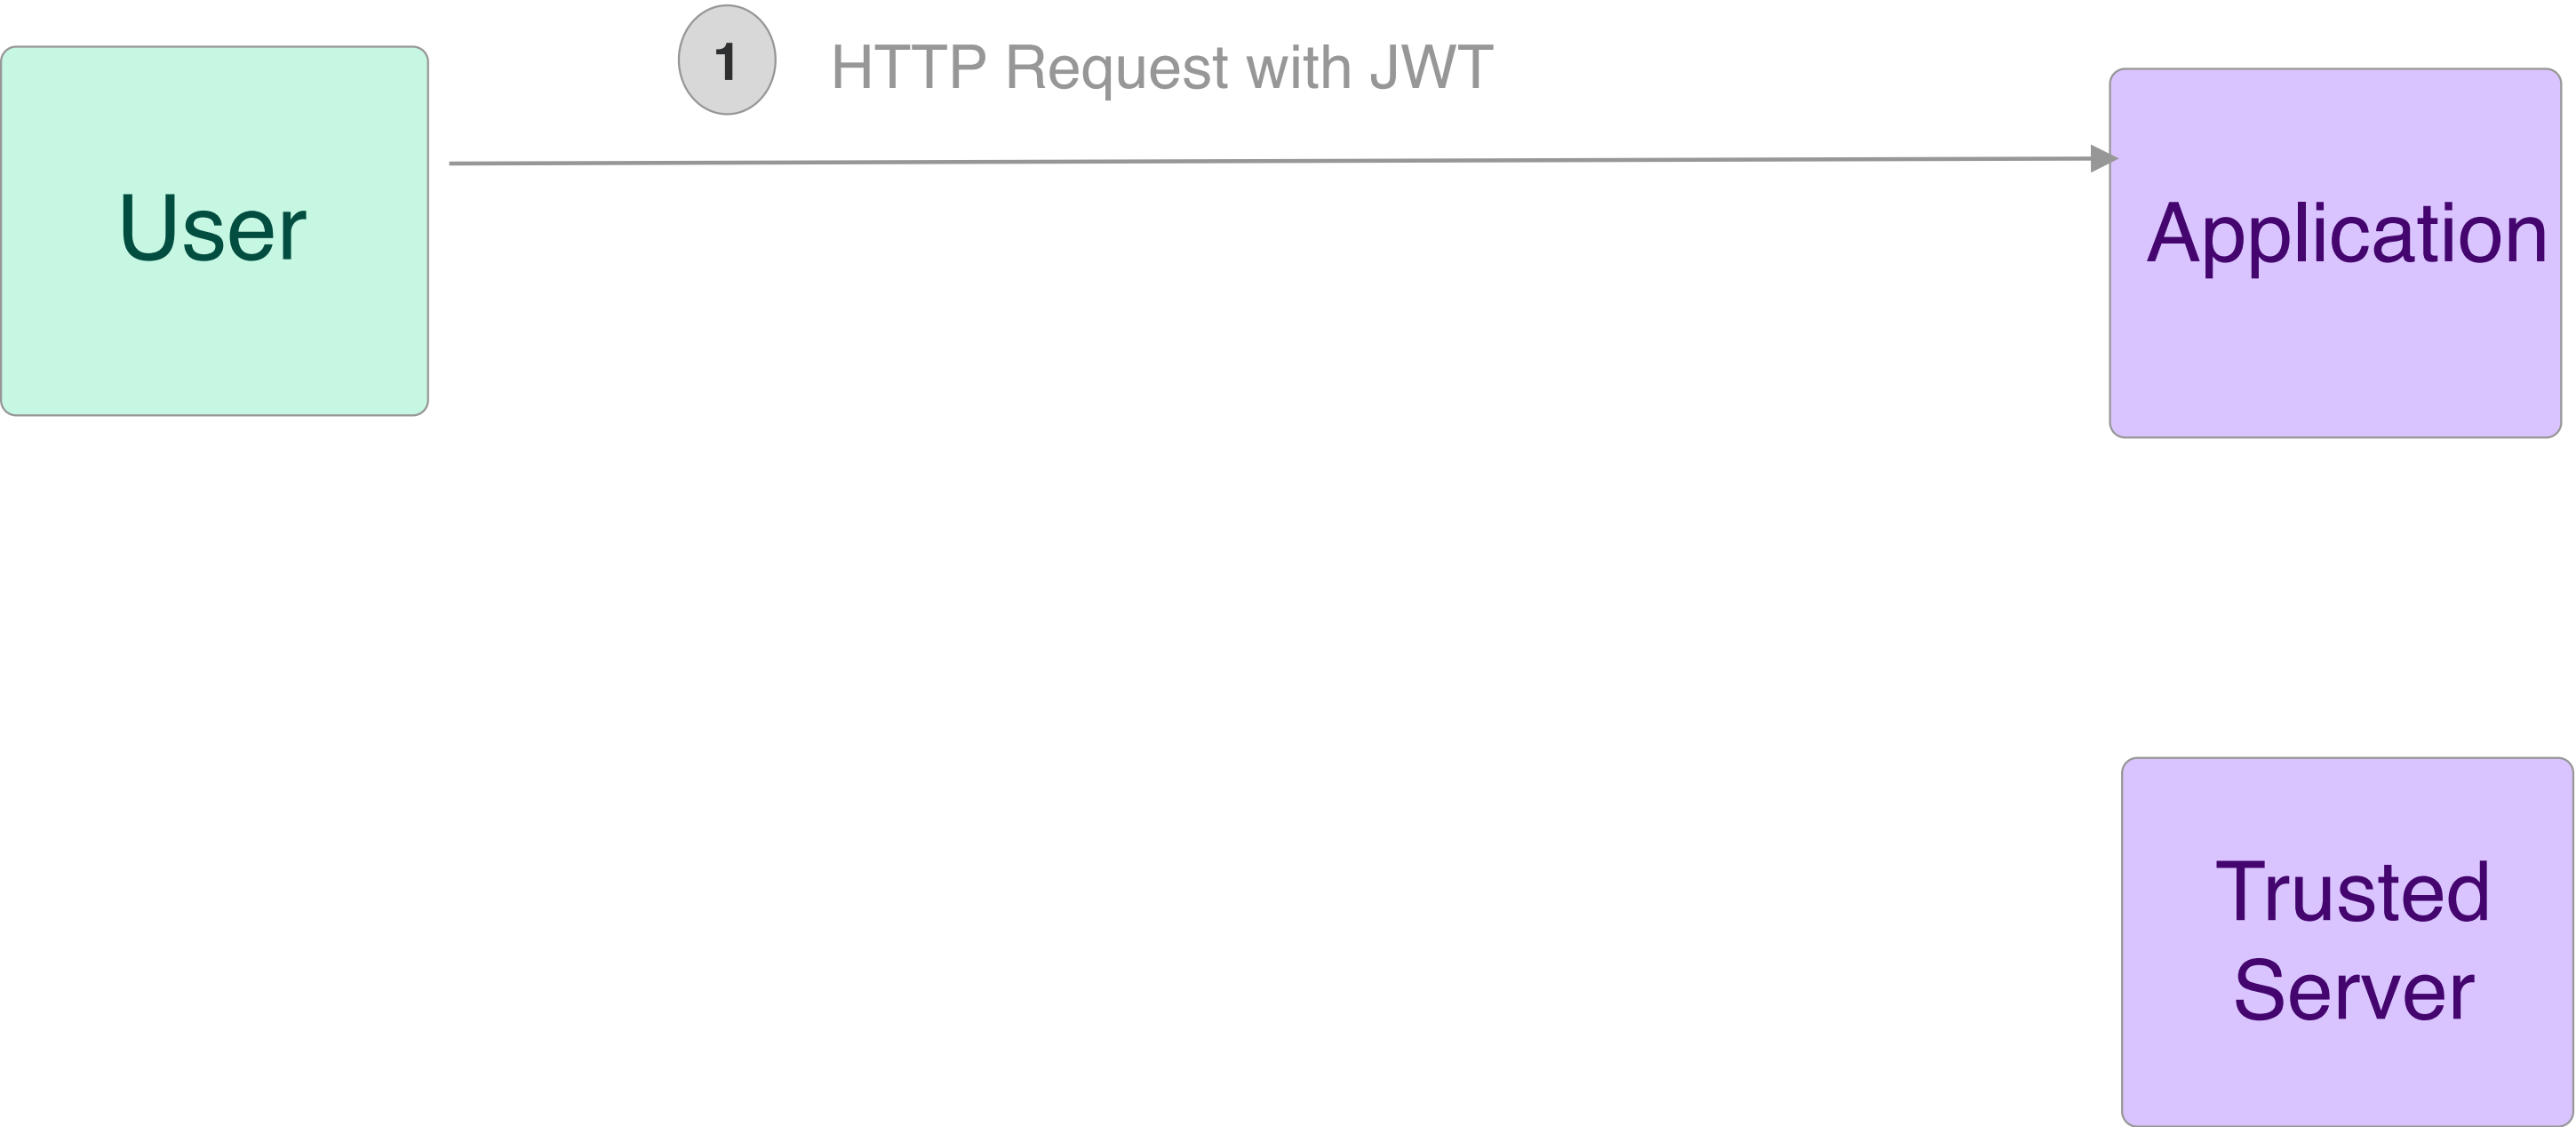 1
HTTP Request with JWT
User
Application
Trusted
Server